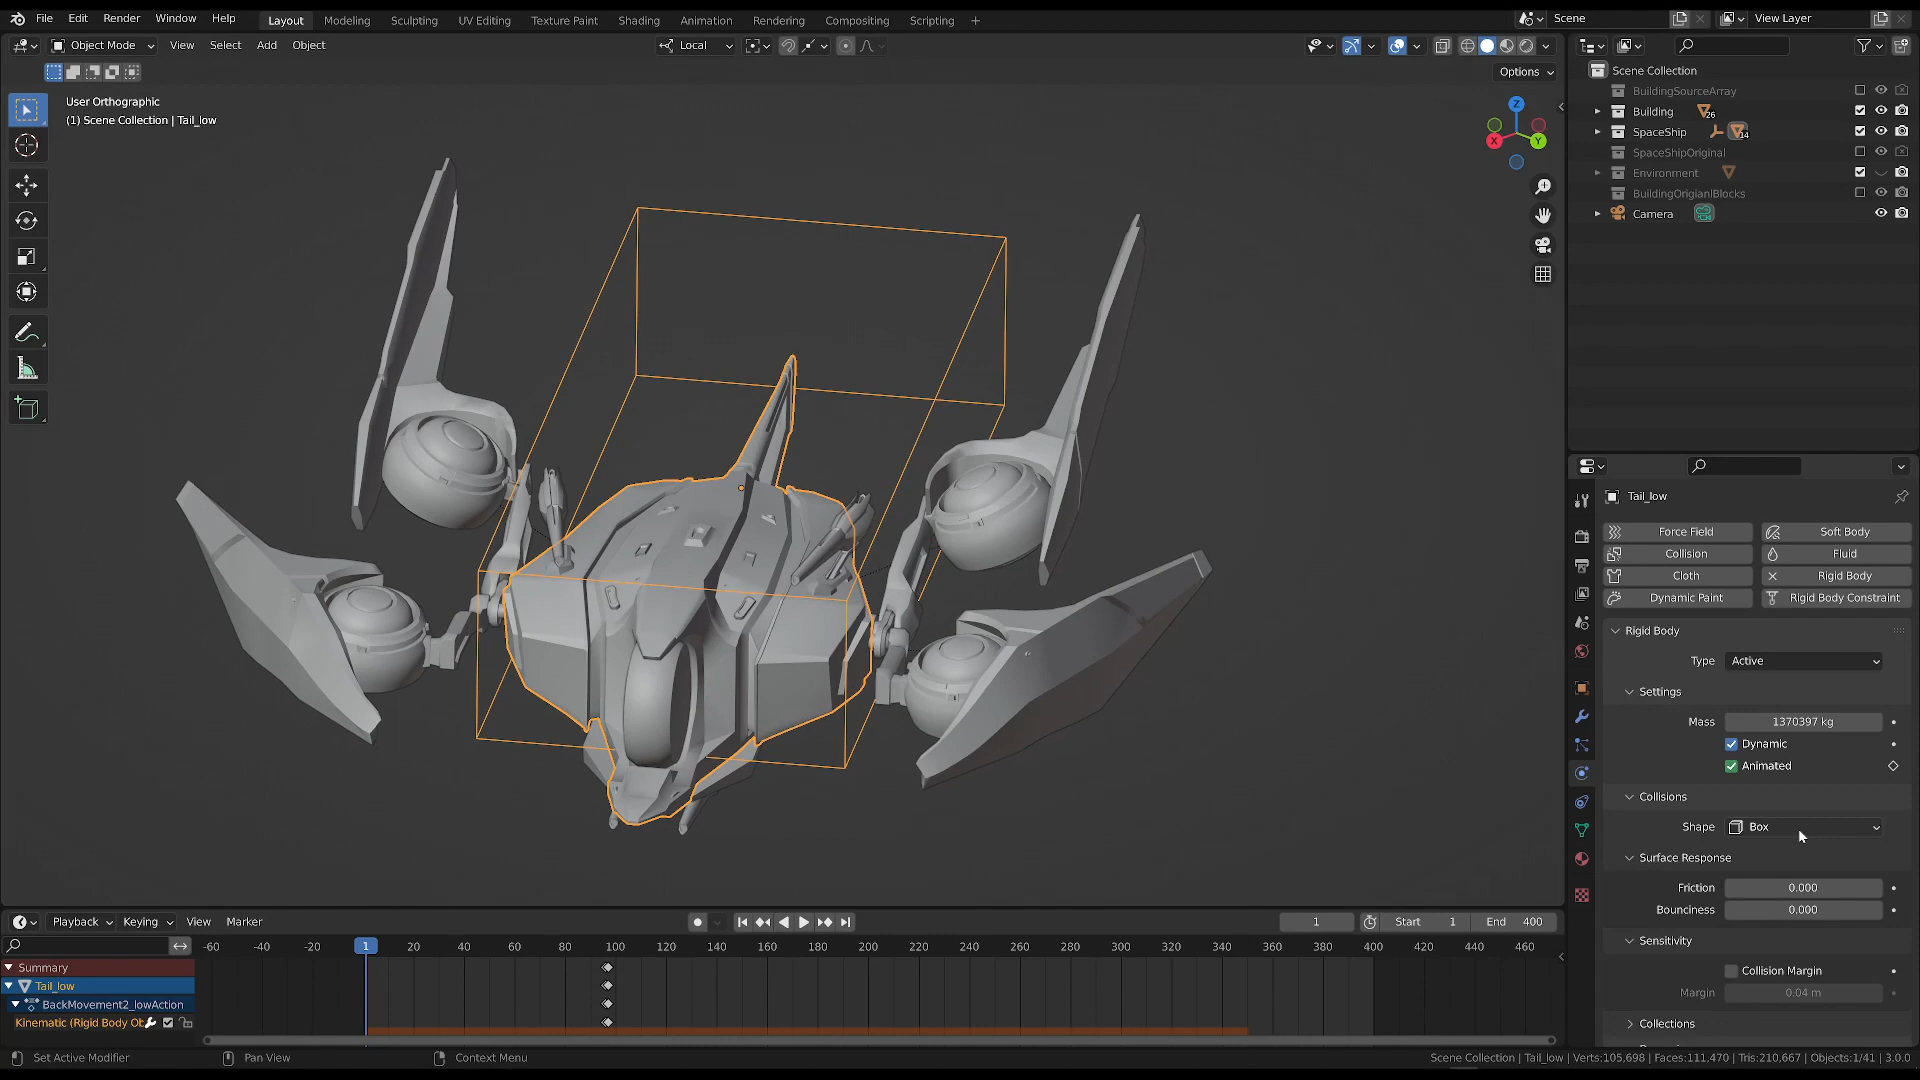 File Edit Render Window Help Layout Modeling Sculpting UV Editing Texture Paint Shading Animation Rendering Compositing Scripting + Scene View Layer
Object Mode View Select Add Object Local
Options
User Orthographic
(1) Scene Collection | Tail_low
Z
X
Y
Scene Collection
BuildingSourceArray
Building 26
SpaceShip 14
SpaceShipOriginal
Environment
BuildingOrigianlBlocks
Camera
Tail_low
Force Field Soft Body
Collision Fluid
Cloth Rigid Body
Dynamic Paint Rigid Body Constraint
Rigid Body
Type Active
Settings
Mass 1370397 kg
Dynamic
Animated
Collisions
Shape Box
Surface Response
Friction 0.000
Bounciness 0.000
Sensitivity
Collision Margin
Margin 0.04 m
Collections
Playback Keying View Marker 1 Start 1 End 400
-60 -40 -20 1 20 40 60 80 100 120 140 160 180 200 220 240 260 280 300 320 340 360 380 400 420 440 460
Summary
Tail_low
BackMovement2_lowAction
Kinematic (Rigid Body Ob
Set Active Modifier Pan View Context Menu Scene Collection | Tail_low | Verts:105,698 | Faces:111,470 | Tris:210,667 | Objects:1/41 | 3.0.0